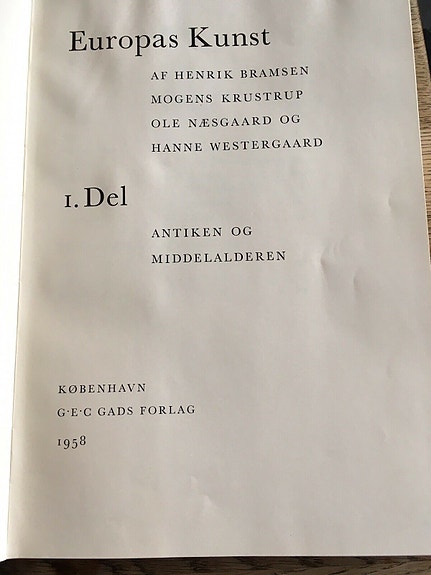 Europas Kunst
AF HENRIK BRAMSEN
MOGENS KRUSTRUP
OLE NÆSGAARD OG
HANNE WESTERGAARD
1. Del
ANTIKEN OG
MIDDELALDEREN
KØBENHAVN
G·E·C GADS FORLAG
1958